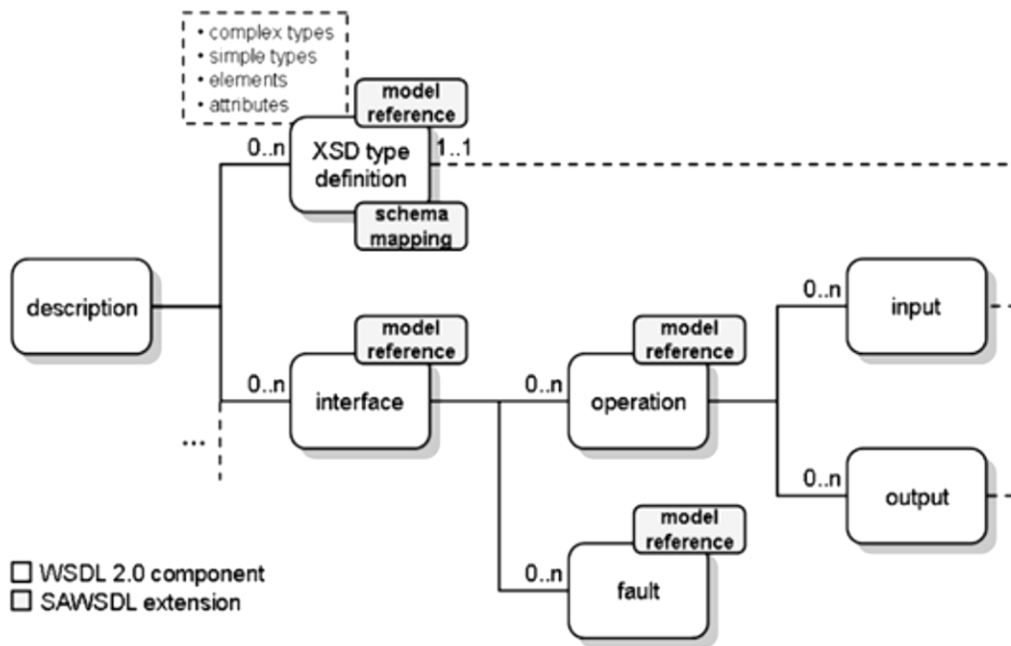 • complex types
• simple types
• elements
• attributes
model
reference
0..n
XSD type
definition
1..1
schema
mapping
description
0..n
input
model
reference
model
reference
0..n
interface
0..n
operation
...
0..n
output
model
reference
0..n
fault
WSDL 2.0 component
SAWSDL extension